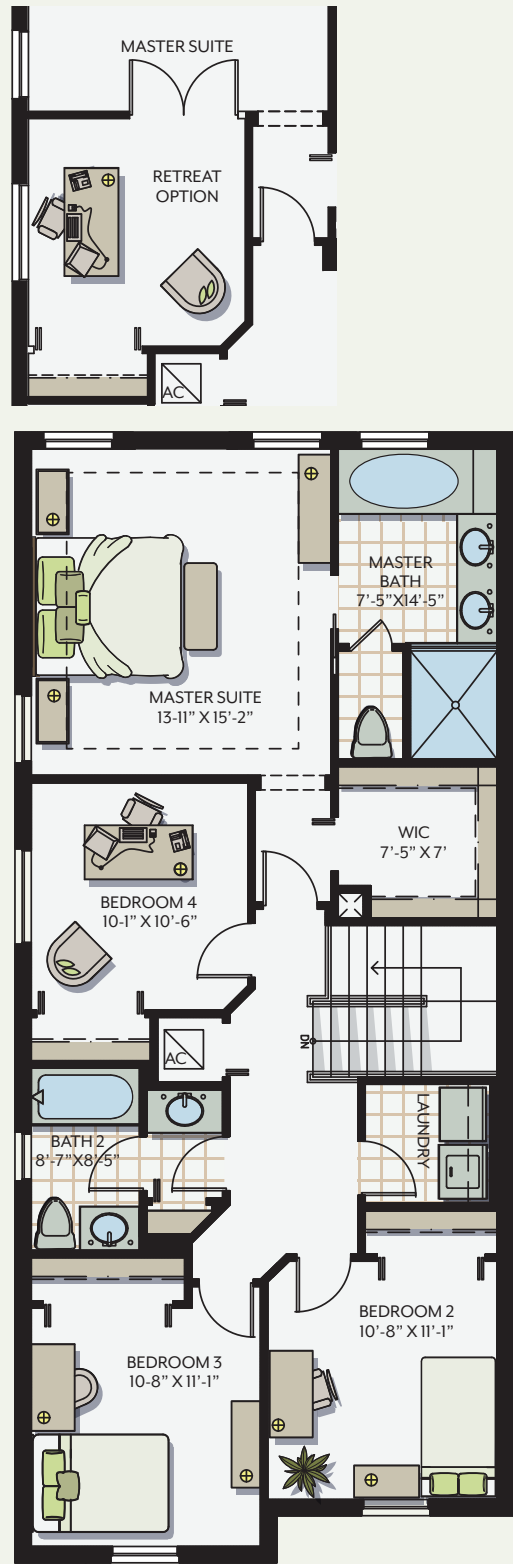 MASTER SUITE
RETREAT
OPTION
AC
MASTER
BATH
7'-5”X14'-5”
MASTER SUITE
13-11” X 15'-2”
WIC
7'-5” X 7'
BEDROOM 4
10-1” X 10'-6”
DN
AC
LAUNDRY
BATH 2
8'-7”X8'-5”
BEDROOM 2
10'-8” X 11'-1”
BEDROOM 3
10-8” X 11'-1”